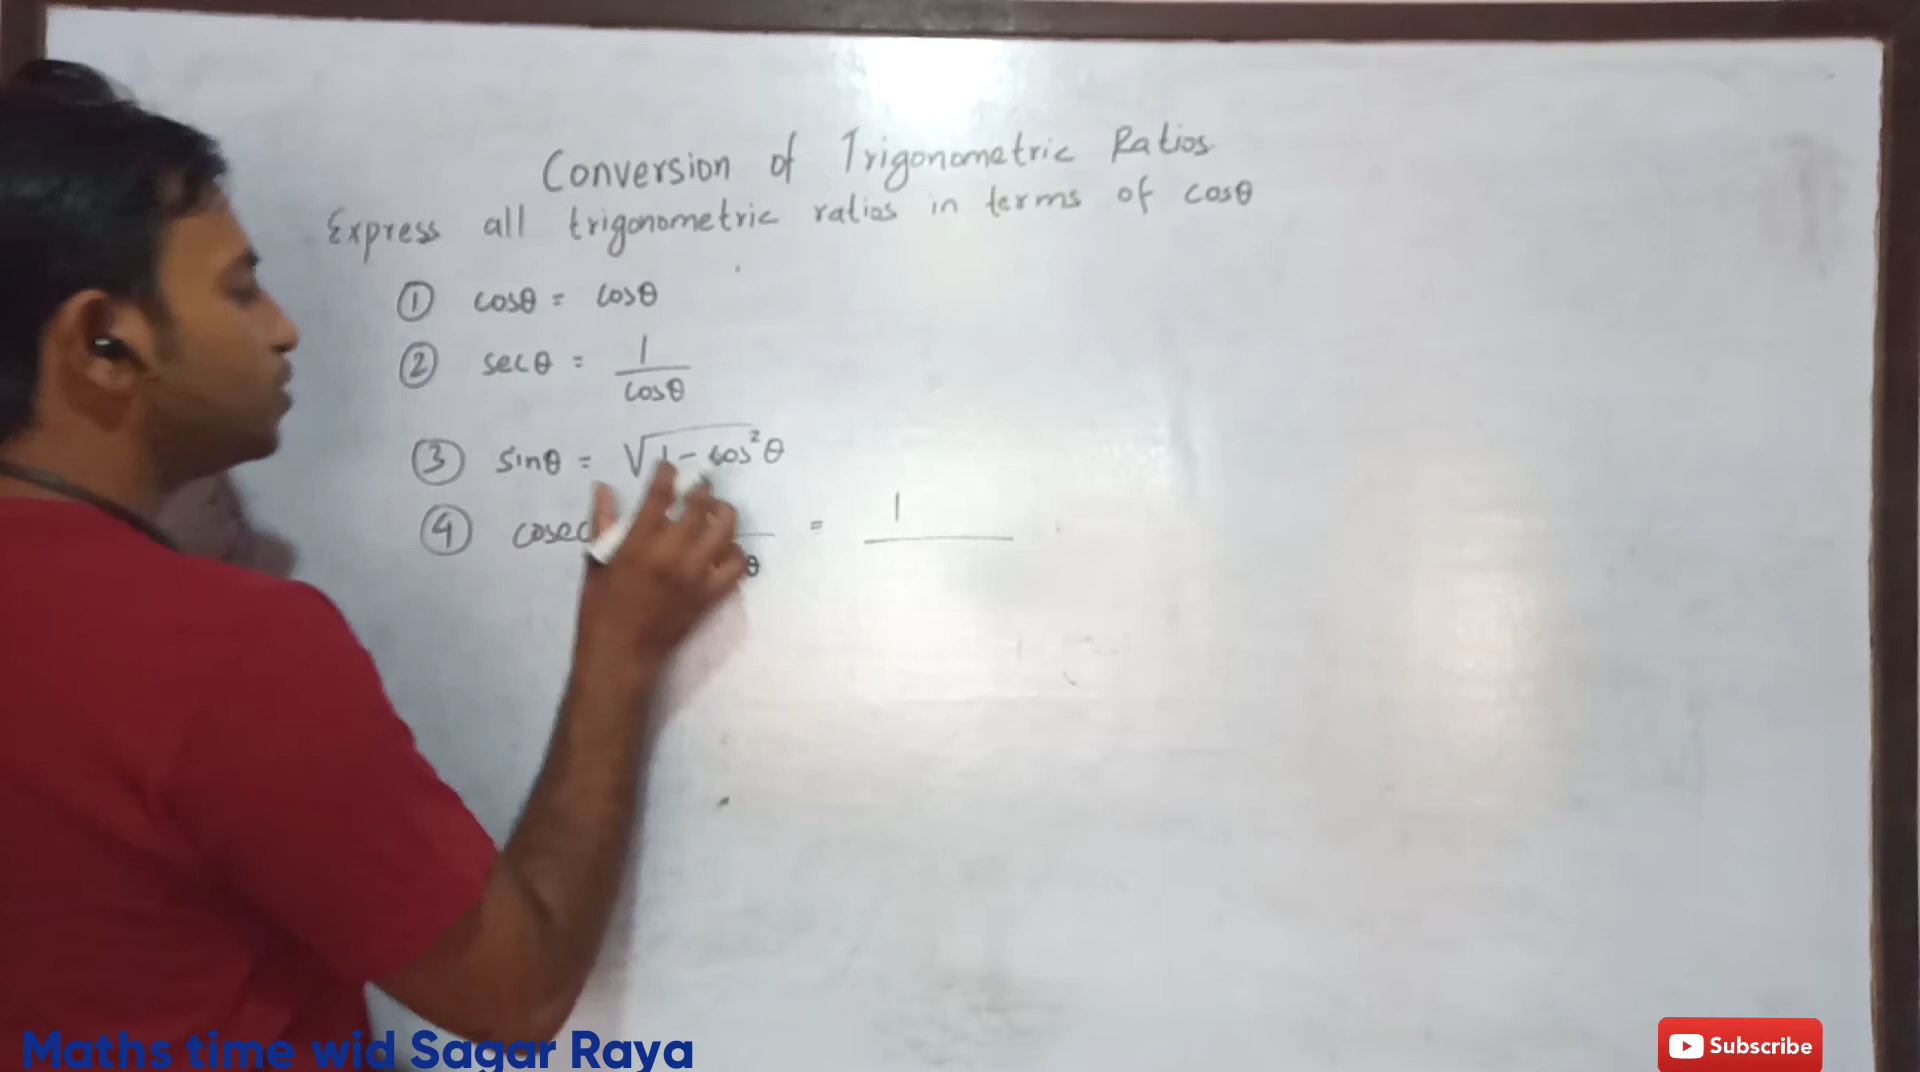 Conversion of Trigonometric Ratios
Express all trigonometric ratios in terms of cosθ
① cosθ = cosθ
② secθ = 1/cosθ
③ sinθ = √1 - cos²θ
④ cosec θ = 1
Maths time wid Sagar Raya
Subscribe